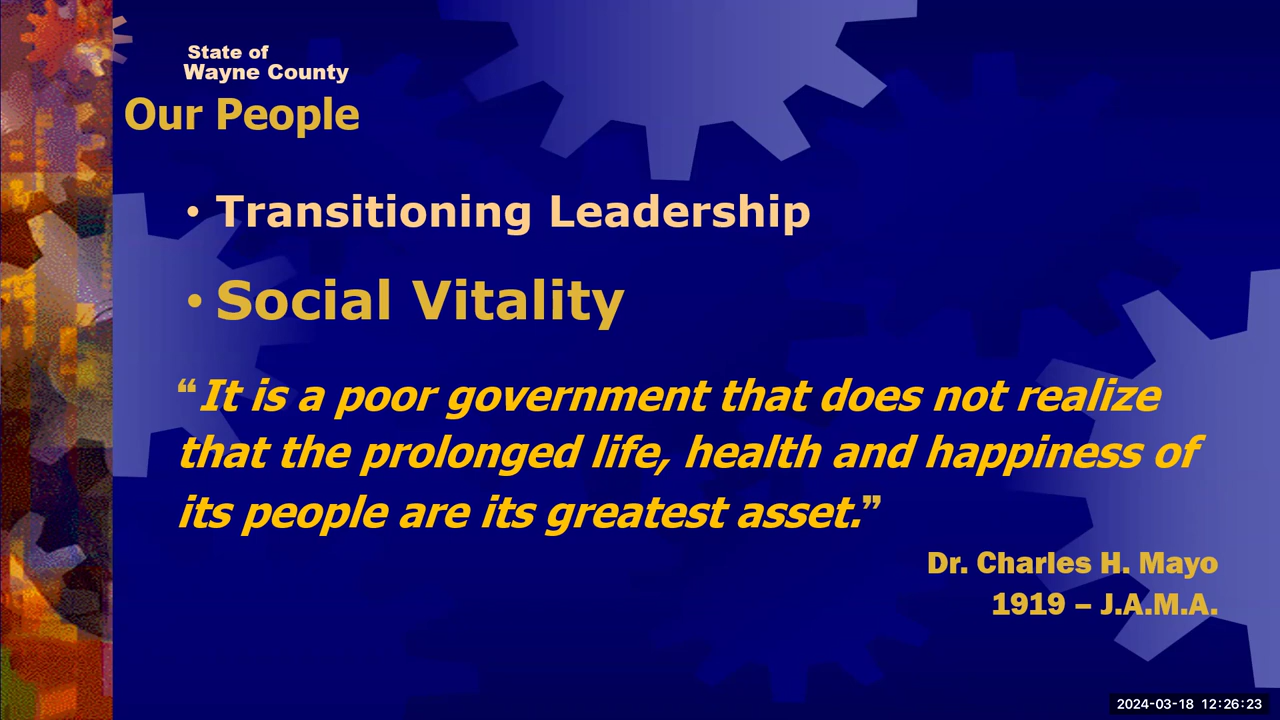 State of
Wayne County
Our People
• Transitioning Leadership
• Social Vitality
“It is a poor government that does not realize
that the prolonged life, health and happiness of
its people are its greatest asset.”
Dr. Charles H. Mayo
1919 – J.A.M.A.
2024-03-18 12:26:23